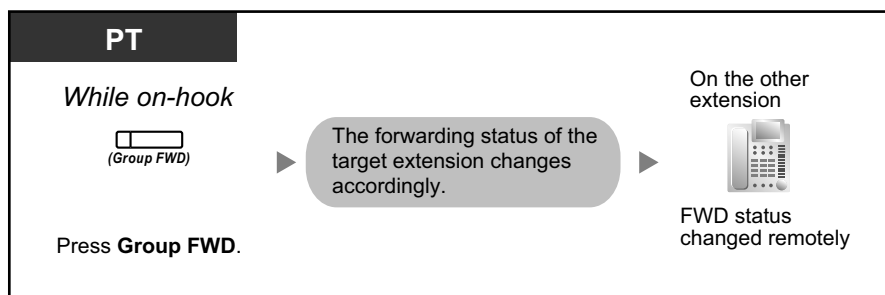 PT
While on-hook
(Group FWD)
Press Group FWD.
The forwarding status of the
target extension changes
accordingly.
On the other
extension
FWD status
changed remotely